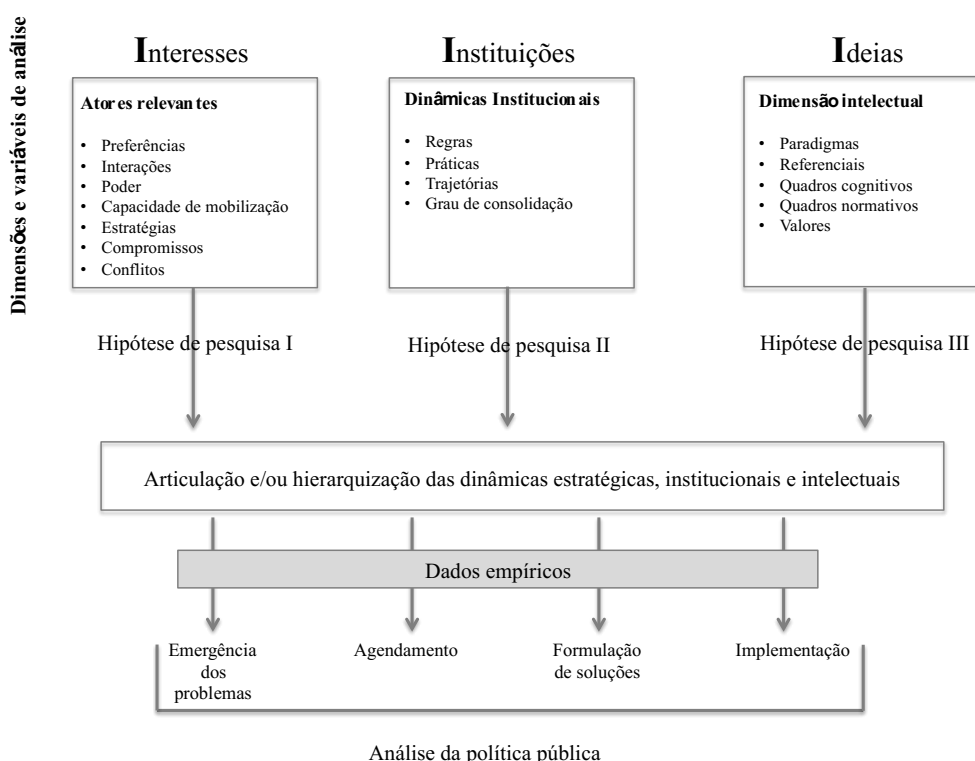 Dimensões e variáveis de análise
Interesses
Atores relevantes
• Preferências
• Interações
• Poder
• Capacidade de mobilização
• Estratégias
• Compromissos
• Conflitos
Instituições
Dinâmicas Institucionais
• Regras
• Práticas
• Trajetórias
• Grau de consolidação
Ideias
Dimensão intelectual
• Paradigmas
• Referenciais
• Quadros cognitivos
• Quadros normativos
• Valores
Hipótese de pesquisa I
Hipótese de pesquisa II
Hipótese de pesquisa III
Articulação e/ou hierarquização das dinâmicas estratégicas, institucionais e intelectuais
Dados empíricos
Emergência
dos
problemas
Agendamento
Formulação
de soluções
Implementação
Análise da política pública